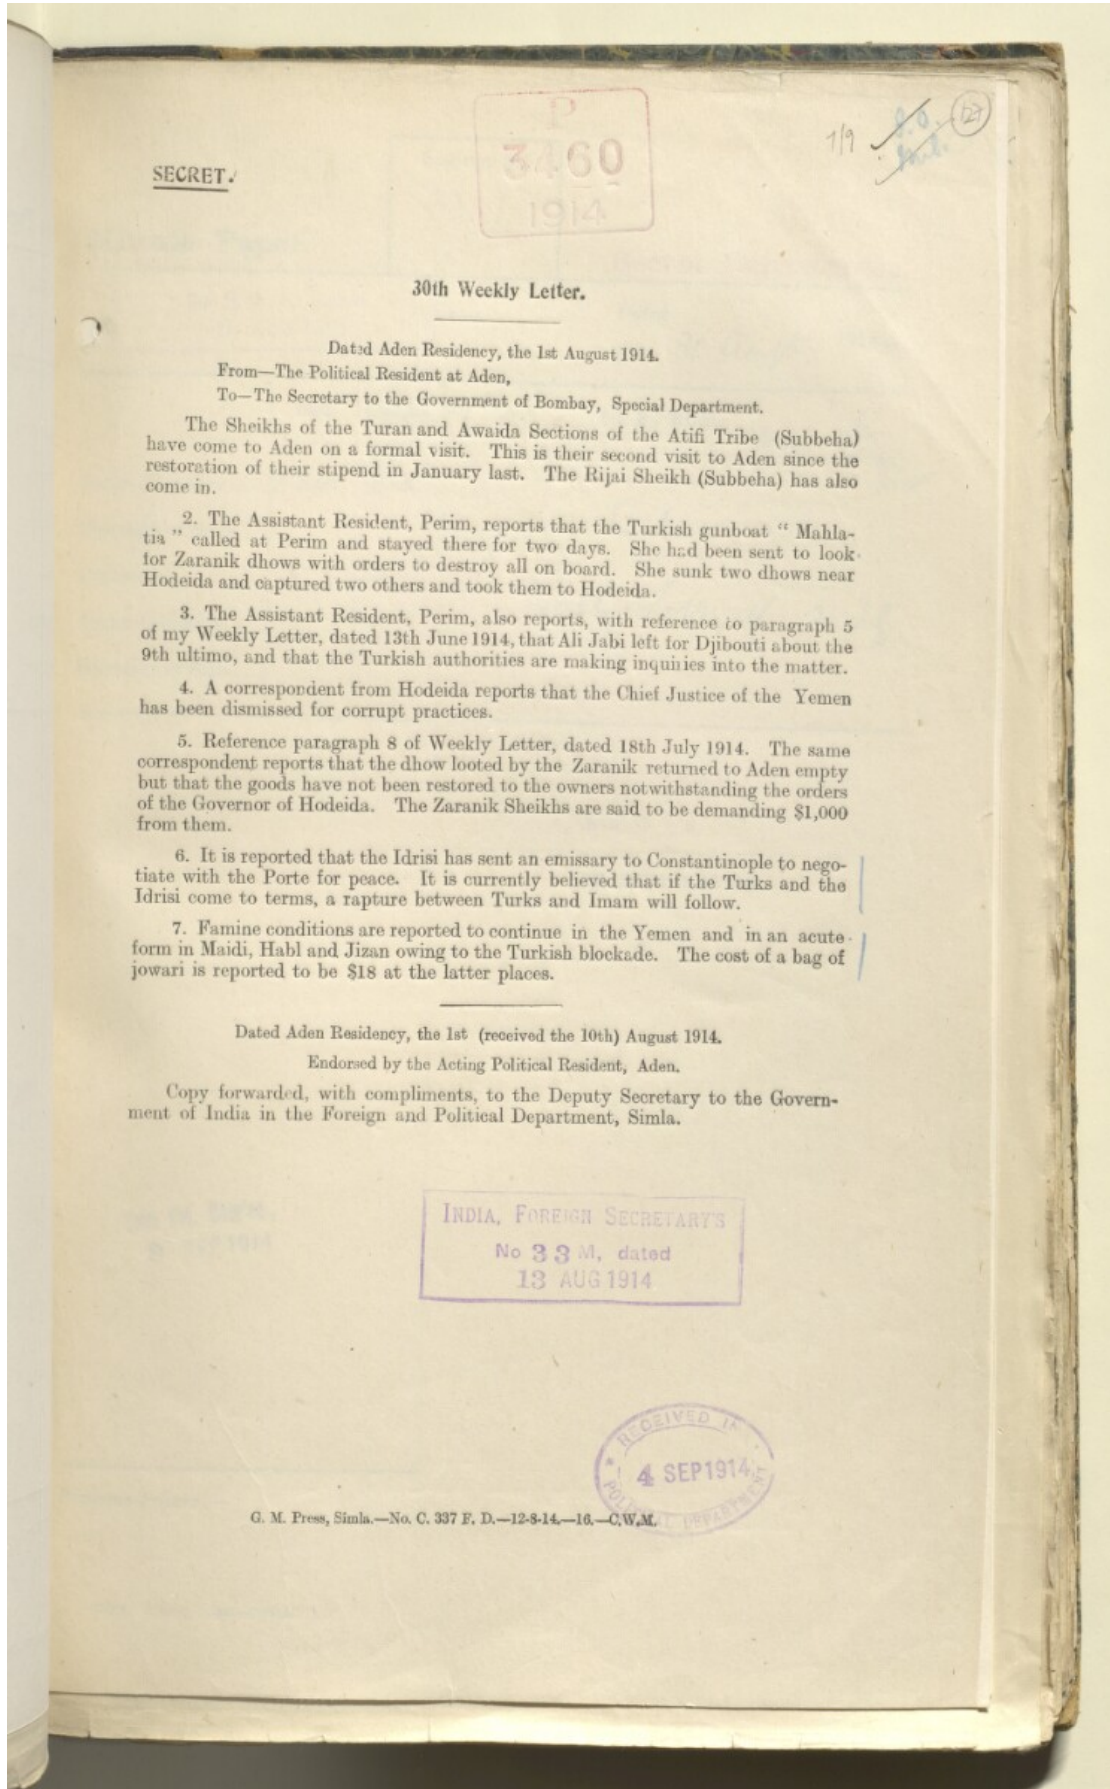 P
3460
1914
7/9
127
SECRET.
30th Weekly Letter.
Dated Aden Residency, the 1st August 1914.
From—The Political Resident at Aden,
To—The Secretary to the Government of Bombay, Special Department.
The Sheikhs of the Turan and Awaida Sections of the Atifi Tribe (Subbeha)
have come to Aden on a formal visit. This is their second visit to Aden since the
restoration of their stipend in January last. The Rijai Sheikh (Subbeha) has also
come in.
2. The Assistant Resident, Perim, reports that the Turkish gunboat “ Mahla-
tia ” called at Perim and stayed there for two days. She had been sent to look
for Zaranik dhows with orders to destroy all on board. She sunk two dhows near
Hodeida and captured two others and took them to Hodeida.
3. The Assistant Resident, Perim, also reports, with reference to paragraph 5
of my Weekly Letter, dated 13th June 1914, that Ali Jabi left for Djibouti about the
9th ultimo, and that the Turkish authorities are making inquiries into the matter.
4. A correspondent from Hodeida reports that the Chief Justice of the Yemen
has been dismissed for corrupt practices.
5. Reference paragraph 8 of Weekly Letter, dated 18th July 1914. The same
correspondent reports that the dhow looted by the Zaranik returned to Aden empty
but that the goods have not been restored to the owners notwithstanding the orders
of the Governor of Hodeida. The Zaranik Sheikhs are said to be demanding $1,000
from them.
6. It is reported that the Idrisi has sent an emissary to Constantinople to nego-
tiate with the Porte for peace. It is currently believed that if the Turks and the
Idrisi come to terms, a rapture between Turks and Imam will follow.
7. Famine conditions are reported to continue in the Yemen and in an acute
form in Maidi, Habl and Jizan owing to the Turkish blockade. The cost of a bag of
jowari is reported to be $18 at the latter places.
Dated Aden Residency, the 1st (received the 10th) August 1914.
Endorsed by the Acting Political Resident, Aden.
Copy forwarded, with compliments, to the Deputy Secretary to the Govern-
ment of India in the Foreign and Political Department, Simla.
INDIA, FOREIGN SECRETARY'S
No 33 M, dated
13 AUG 1914
RECEIVED IN
4 SEP 1914
POLITICAL DEPARTMENT
G. M. Press, Simla.—No. C. 337 F. D.—12-8-14.—16.—C.W.M.